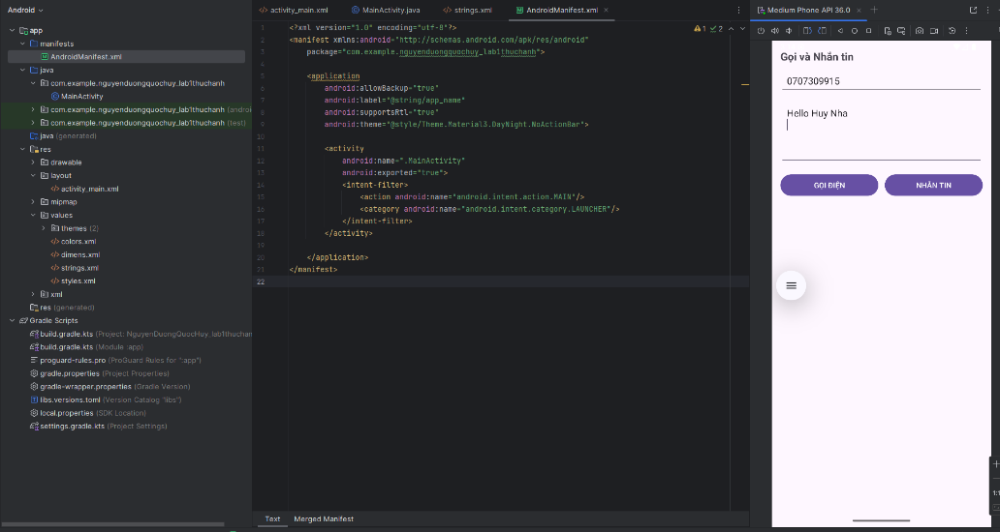 Android
activity_main.xml
MainActivity.java
strings.xml
AndroidManifest.xml
Medium Phone API 36.0
app
manifests
AndroidManifest.xml
java
com.example.nguyenduongquochuy_lab1thuchanh
MainActivity
com.example.nguyenduongquochuy_lab1thuchanh (androi
com.example.nguyenduongquochuy_lab1thuchanh (test)
java (generated)
res
drawable
layout
activity_main.xml
mipmap
values
themes (2)
colors.xml
dimens.xml
strings.xml
styles.xml
xml
res (generated)
Gradle Scripts
build.gradle.kts (Project: NguyenDuongQuocHuy_lab1thuchan
build.gradle.kts (Module :app)
proguard-rules.pro (ProGuard Rules for ":app")
gradle.properties (Project Properties)
gradle-wrapper.properties (Gradle Version)
libs.versions.toml (Version Catalog "libs")
local.properties (SDK Location)
settings.gradle.kts (Project Settings)
1 2
1 <?xml version="1.0" encoding="utf-8"?>
2 <manifest xmlns:android="http://schemas.android.com/apk/res/android"
3 package="com.example.nguyenduongquochuy_lab1thuchanh">
4
5 <application
6 android:allowBackup="true"
7 android:label="@string/app_name"
8 android:supportsRtl="true"
9 android:theme="@style/Theme.Material3.DayNight.NoActionBar">
10
11 <activity
12 android:name=".MainActivity"
13 android:exported="true">
14 <intent-filter>
15 <action android:name="android.intent.action.MAIN"/>
16 <category android:name="android.intent.category.LAUNCHER"/>
17 </intent-filter>
18 </activity>
19
20 </application>
21 </manifest>
22
Text
Merged Manifest
Gọi và Nhắn tin
0707309915
Hello Huy Nha
GỌI ĐIỆN
NHẮN TIN
1:1